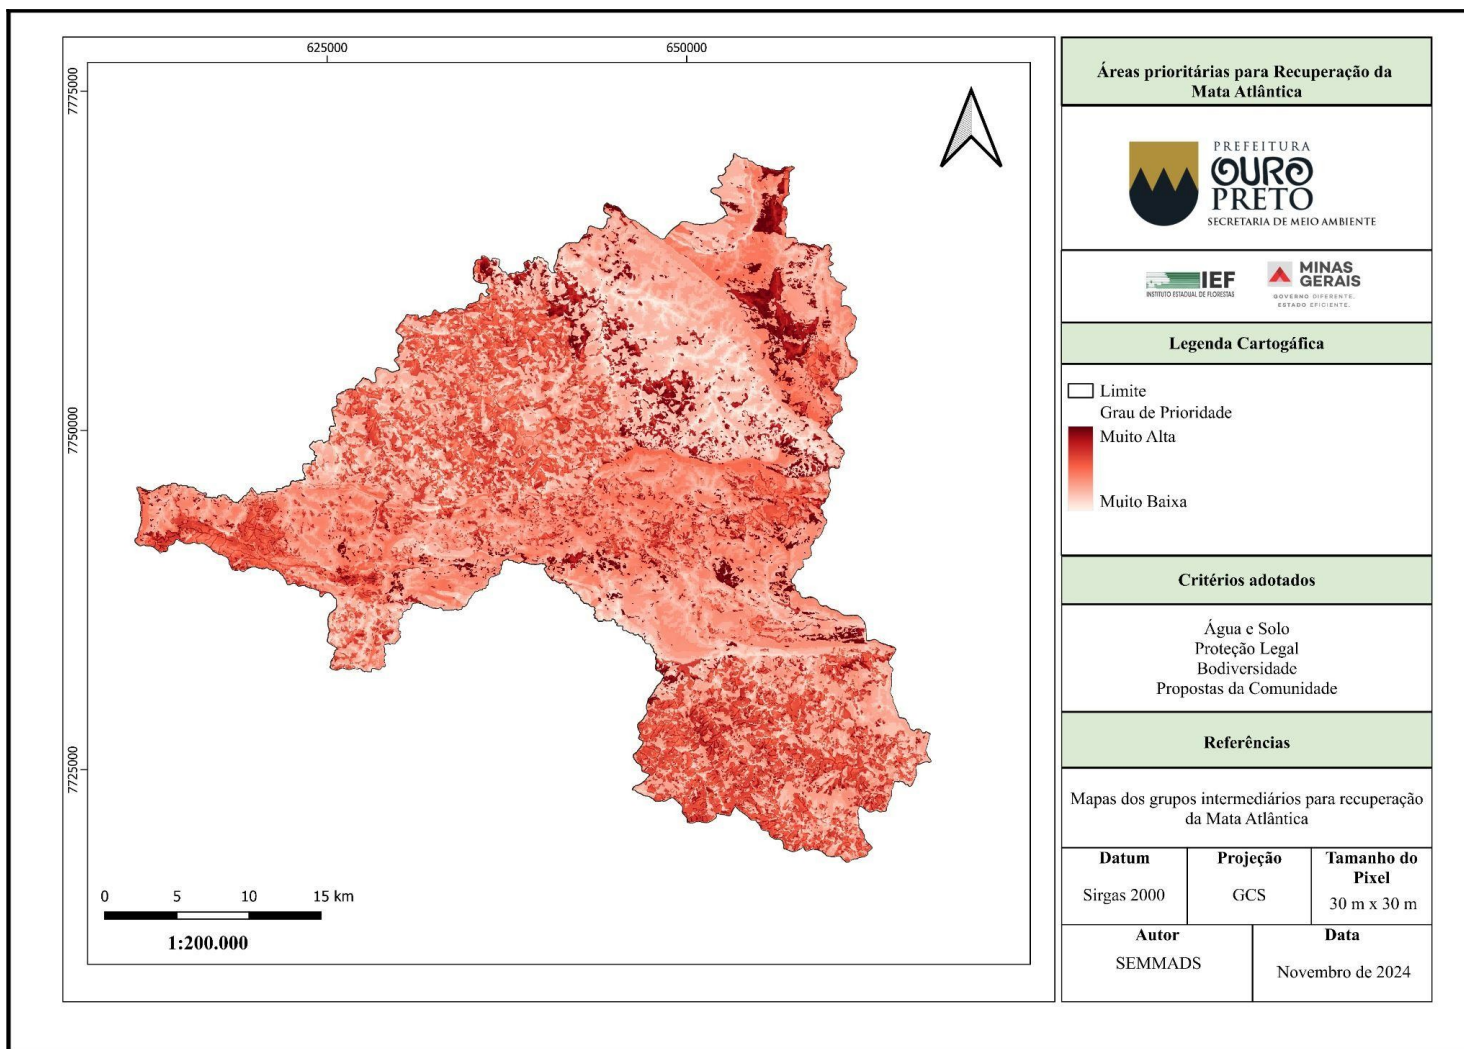 625000
650000
7775000
7750000
7725000
0 5 10 15 km
1:200.000
Áreas prioritárias para Recuperação da
Mata Atlântica
PREFEITURA
OURO
PRETO
SECRETARIA DE MEIO AMBIENTE
IEF
INSTITUTO ESTADUAL DE FLORESTAS
MINAS
GERAIS
GOVERNO DIFERENTE.
ESTADO EFICIENTE.
Legenda Cartogáfica
Limite
Grau de Prioridade
Muito Alta
Muito Baixa
Critérios adotados
Água e Solo
Proteção Legal
Bodiversidade
Propostas da Comunidade
Referências
Mapas dos grupos intermediários para recuperação
da Mata Atlântica
Datum
Sirgas 2000
Projeção
GCS
Tamanho do
Pixel
30 m x 30 m
Autor
SEMMADS
Data
Novembro de 2024